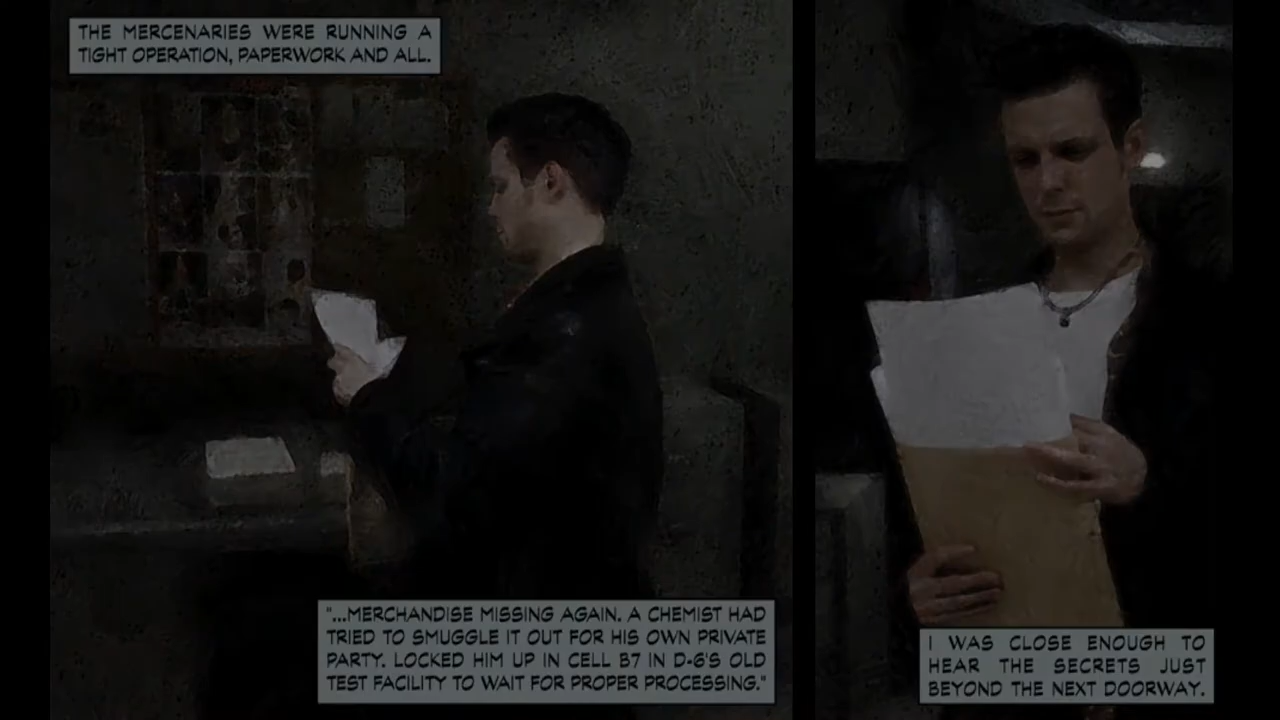 THE MERCENARIES WERE RUNNING A
TIGHT OPERATION, PAPERWORK AND ALL.
"...MERCHANDISE MISSING AGAIN. A CHEMIST HAD
TRIED TO SMUGGLE IT OUT FOR HIS OWN PRIVATE
PARTY. LOCKED HIM UP IN CELL B7 IN D-6'S OLD
TEST FACILITY TO WAIT FOR PROPER PROCESSING."
I WAS CLOSE ENOUGH TO
HEAR THE SECRETS JUST
BEYOND THE NEXT DOORWAY.